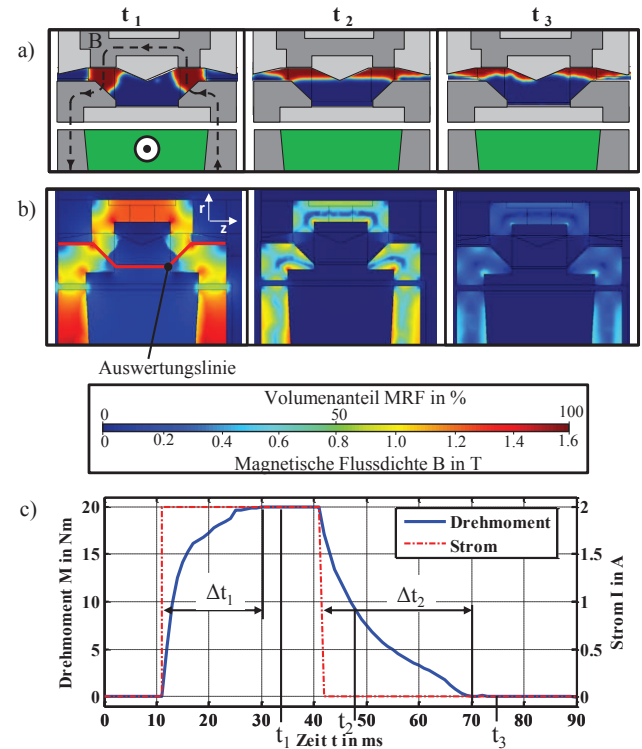 t 1 t 2 t 3
a)
B
b)
r
z
Auswertungslinie
Volumenanteil MRF in %
0 50 100
0 0.2 0.4 0.6 0.8 1.0 1.2 1.4 1.6
Magnetische Flussdichte B in T
c)
Drehmoment M in Nm
20
15
10
5
0
Drehmoment
Strom
Δt1
Δt2
2
1.5
1
0.5
0
Strom I in A
0 10 20 30 40 50 60 70 80 90
t1 Zeit t in ms t2 t3